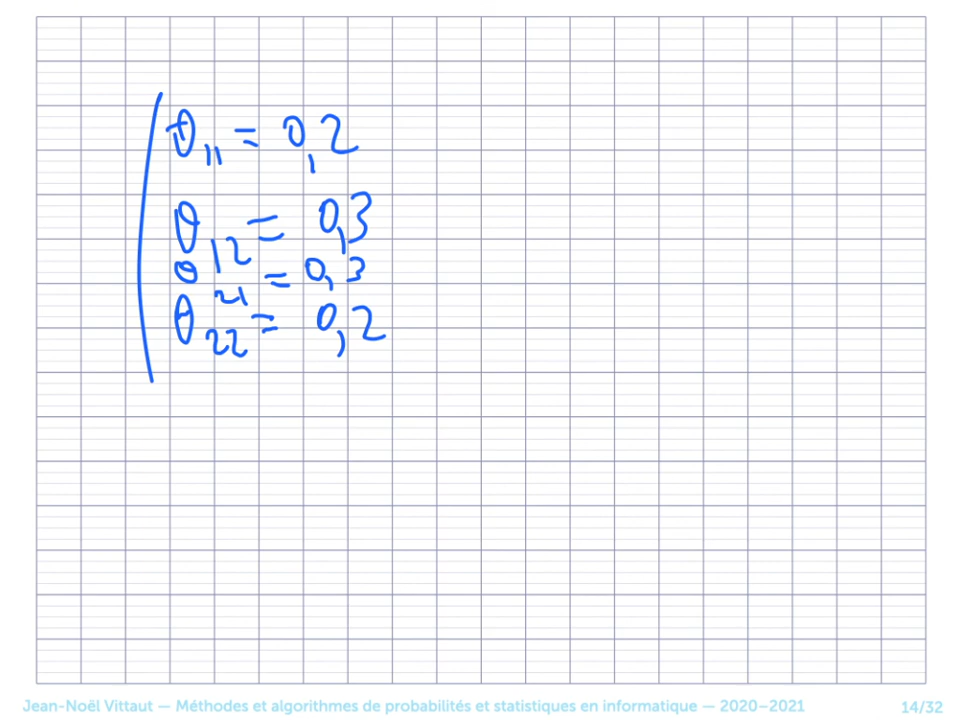 θ₁₁ = 0,2
θ₁₂ = 0,3
θ₂₁ = 0,3
θ₂₂ = 0,2
Jean-Noël Vittaut — Méthodes et algorithmes de probabilités et statistiques en informatique — 2020–2021
14/32